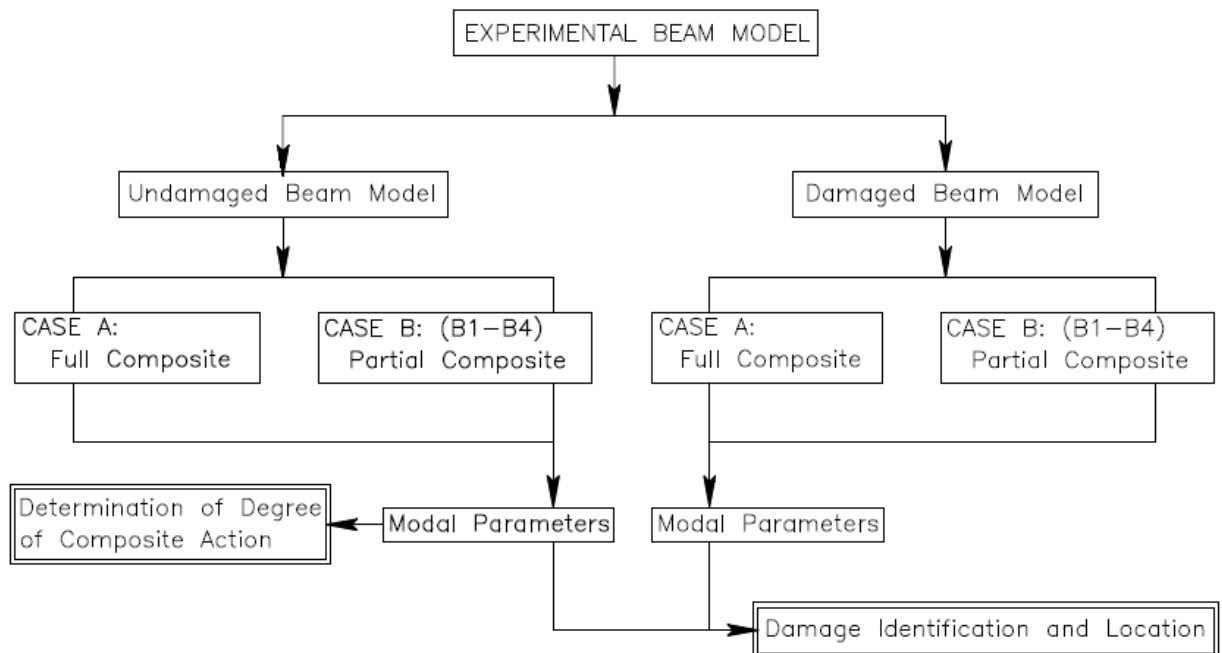 EXPERIMENTAL BEAM MODEL
Undamaged Beam Model
Damaged Beam Model
CASE A:
Full Composite
CASE B: (B1-B4)
Partial Composite
CASE A:
Full Composite
CASE B: (B1-B4)
Partial Composite
Determination of Degree
of Composite Action
Modal Parameters
Modal Parameters
Damage Identification and Location